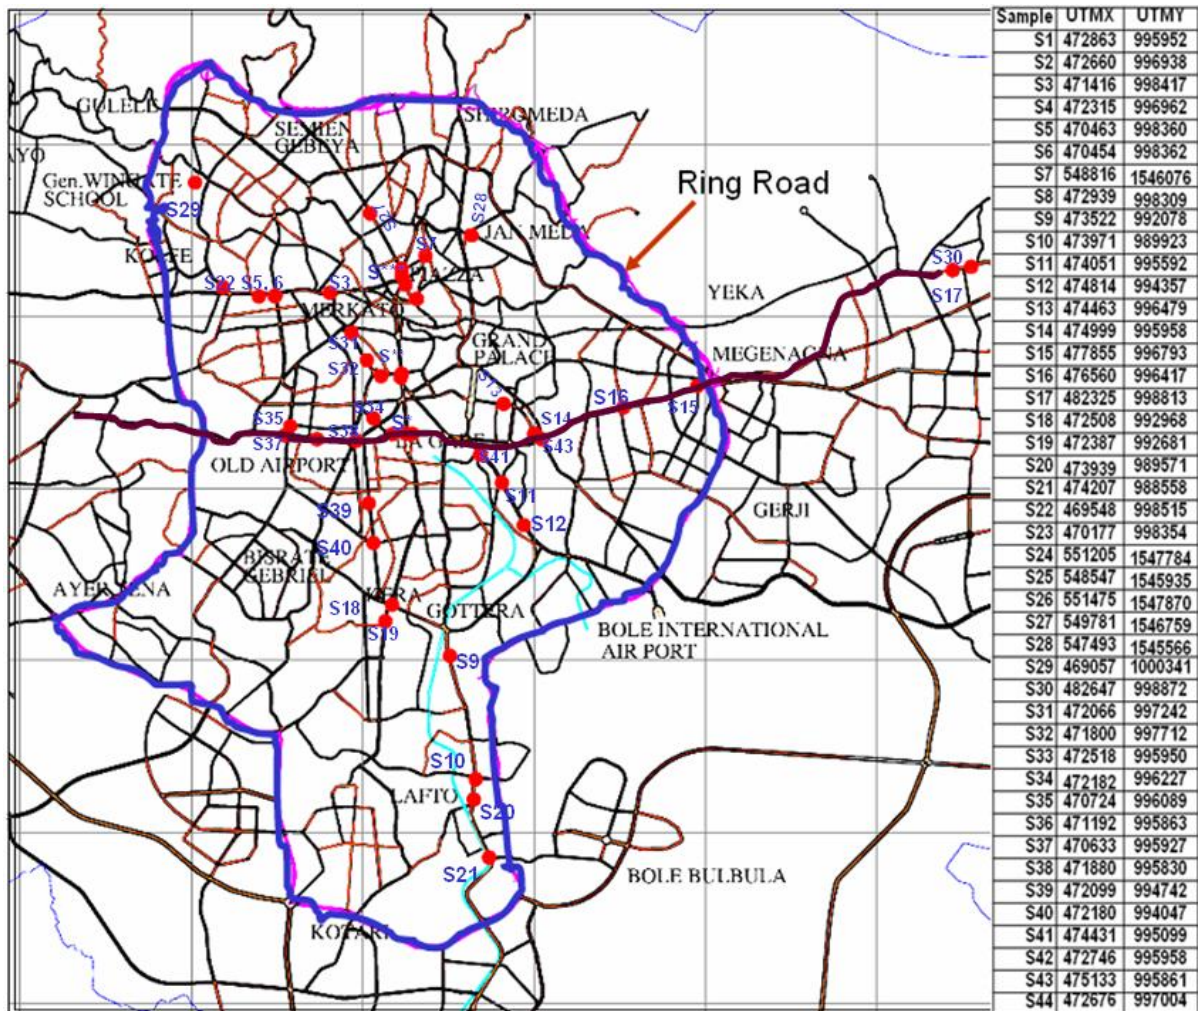 GULELE
SHIROMEDA
SEMIEN
GEBEYA
AYO
Gen. WINGATE
SCHOOL
Ring Road
S29
S27
S28
JAN MEDA
S7
S30
S22 S5, 6 S3
S17
MERKATO
YEKA
S31
GRAND
PALACE
MEGENAGNA
S32
S13
S16
S15
S34
S35
S14
S37
S43
S41
OLD AIRPORT
S11
S39
GERJI
S12
S40
BISRATE
GEBRIEL
KERA
S18
GOTTERA
S19
BOLE INTERNATIONAL
AIR PORT
S9
S10
LAFTO
S20
S21
BOLE BULBULA
Sample UTMX UTMY
S1 472863 995952
S2 472660 996938
S3 471416 998417
S4 472315 996962
S5 470463 998360
S6 470454 998362
S7 548816 1546076
S8 472939 998309
S9 473522 992078
S10 473971 989923
S11 474051 995592
S12 474814 994357
S13 474463 996479
S14 474999 995958
S15 477855 996793
S16 476560 996417
S17 482325 998813
S18 472508 992968
S19 472387 992681
S20 473939 989571
S21 474207 988558
S22 469548 998515
S23 470177 998354
S24 551205 1547784
S25 548547 1545935
S26 551475 1547870
S27 549781 1546759
S28 547493 1545566
S29 469057 1000341
S30 482647 998872
S31 472066 997242
S32 471800 997712
S33 472518 995950
S34 472182 996227
S35 470724 996089
S36 471192 995863
S37 470633 995927
S38 471880 995830
S39 472099 994742
S40 472180 994047
S41 474431 995099
S42 472746 995958
S43 475133 995861
S44 472676 997004